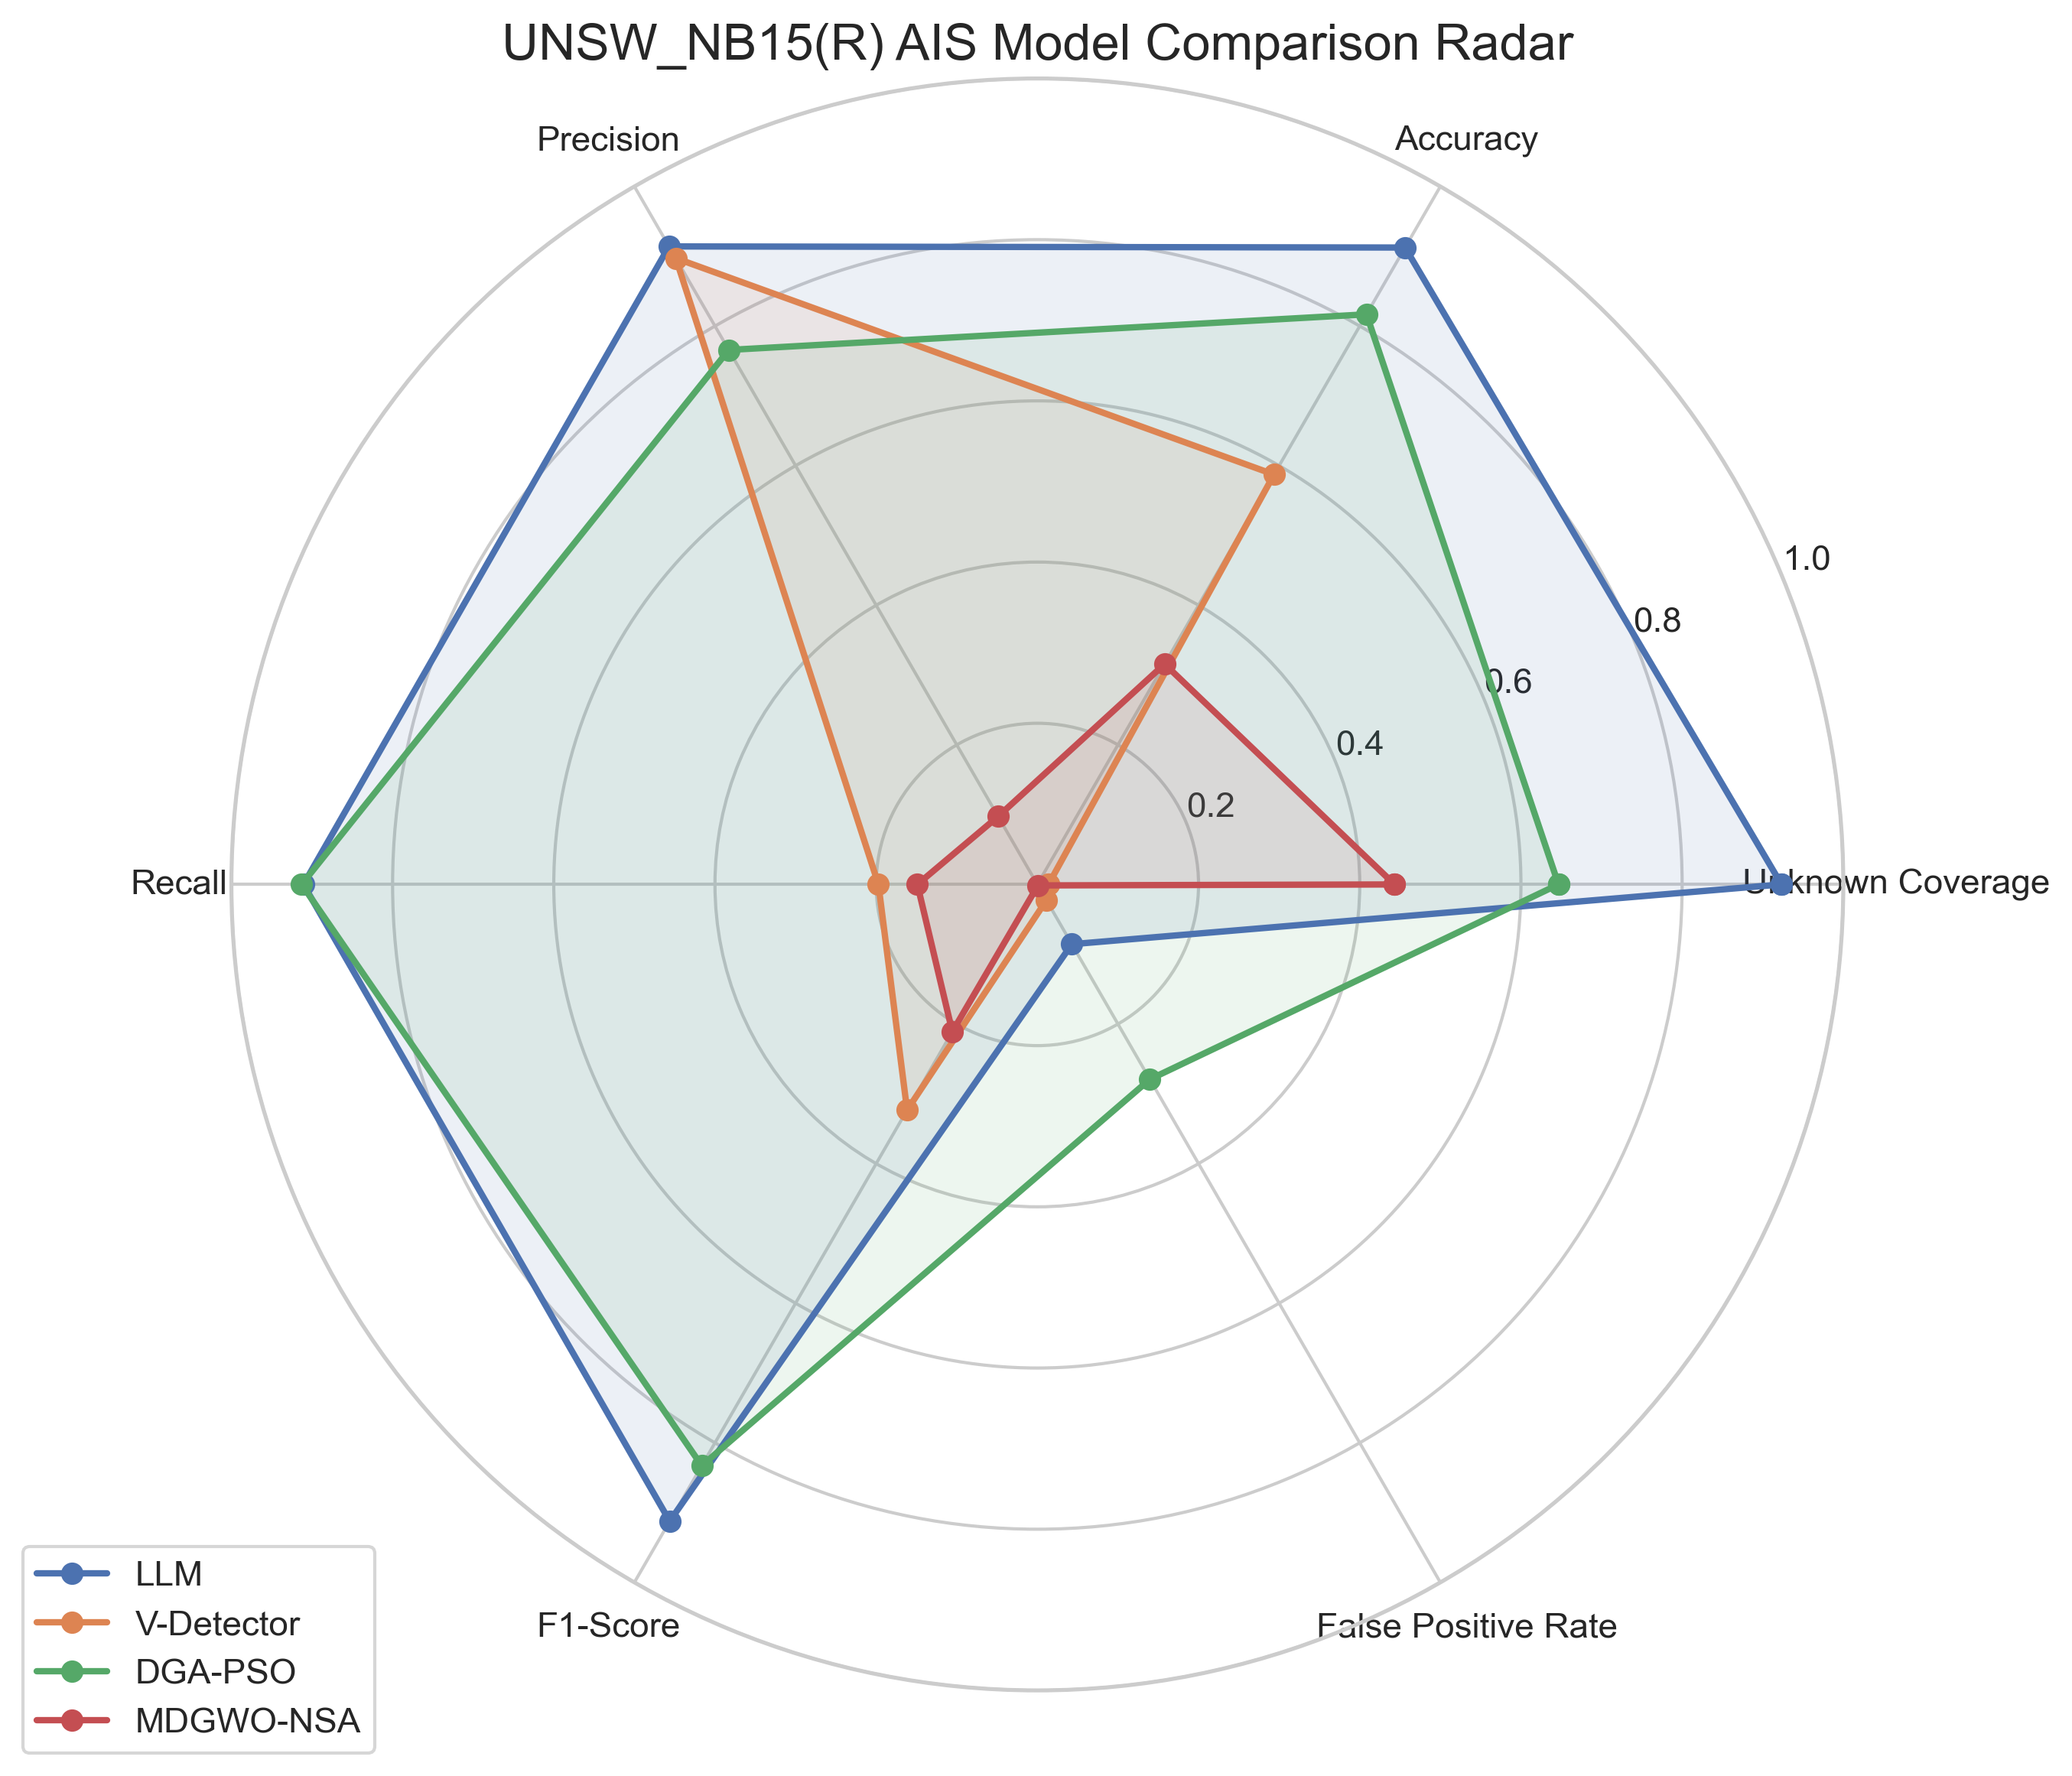 UNSW_NB15(R) AIS Model Comparison Radar
Precision
Accuracy
1.0
0.8
0.6
0.4
0.2
Recall
Unknown Coverage
F1-Score
False Positive Rate
LLM
V-Detector
DGA-PSO
MDGWO-NSA